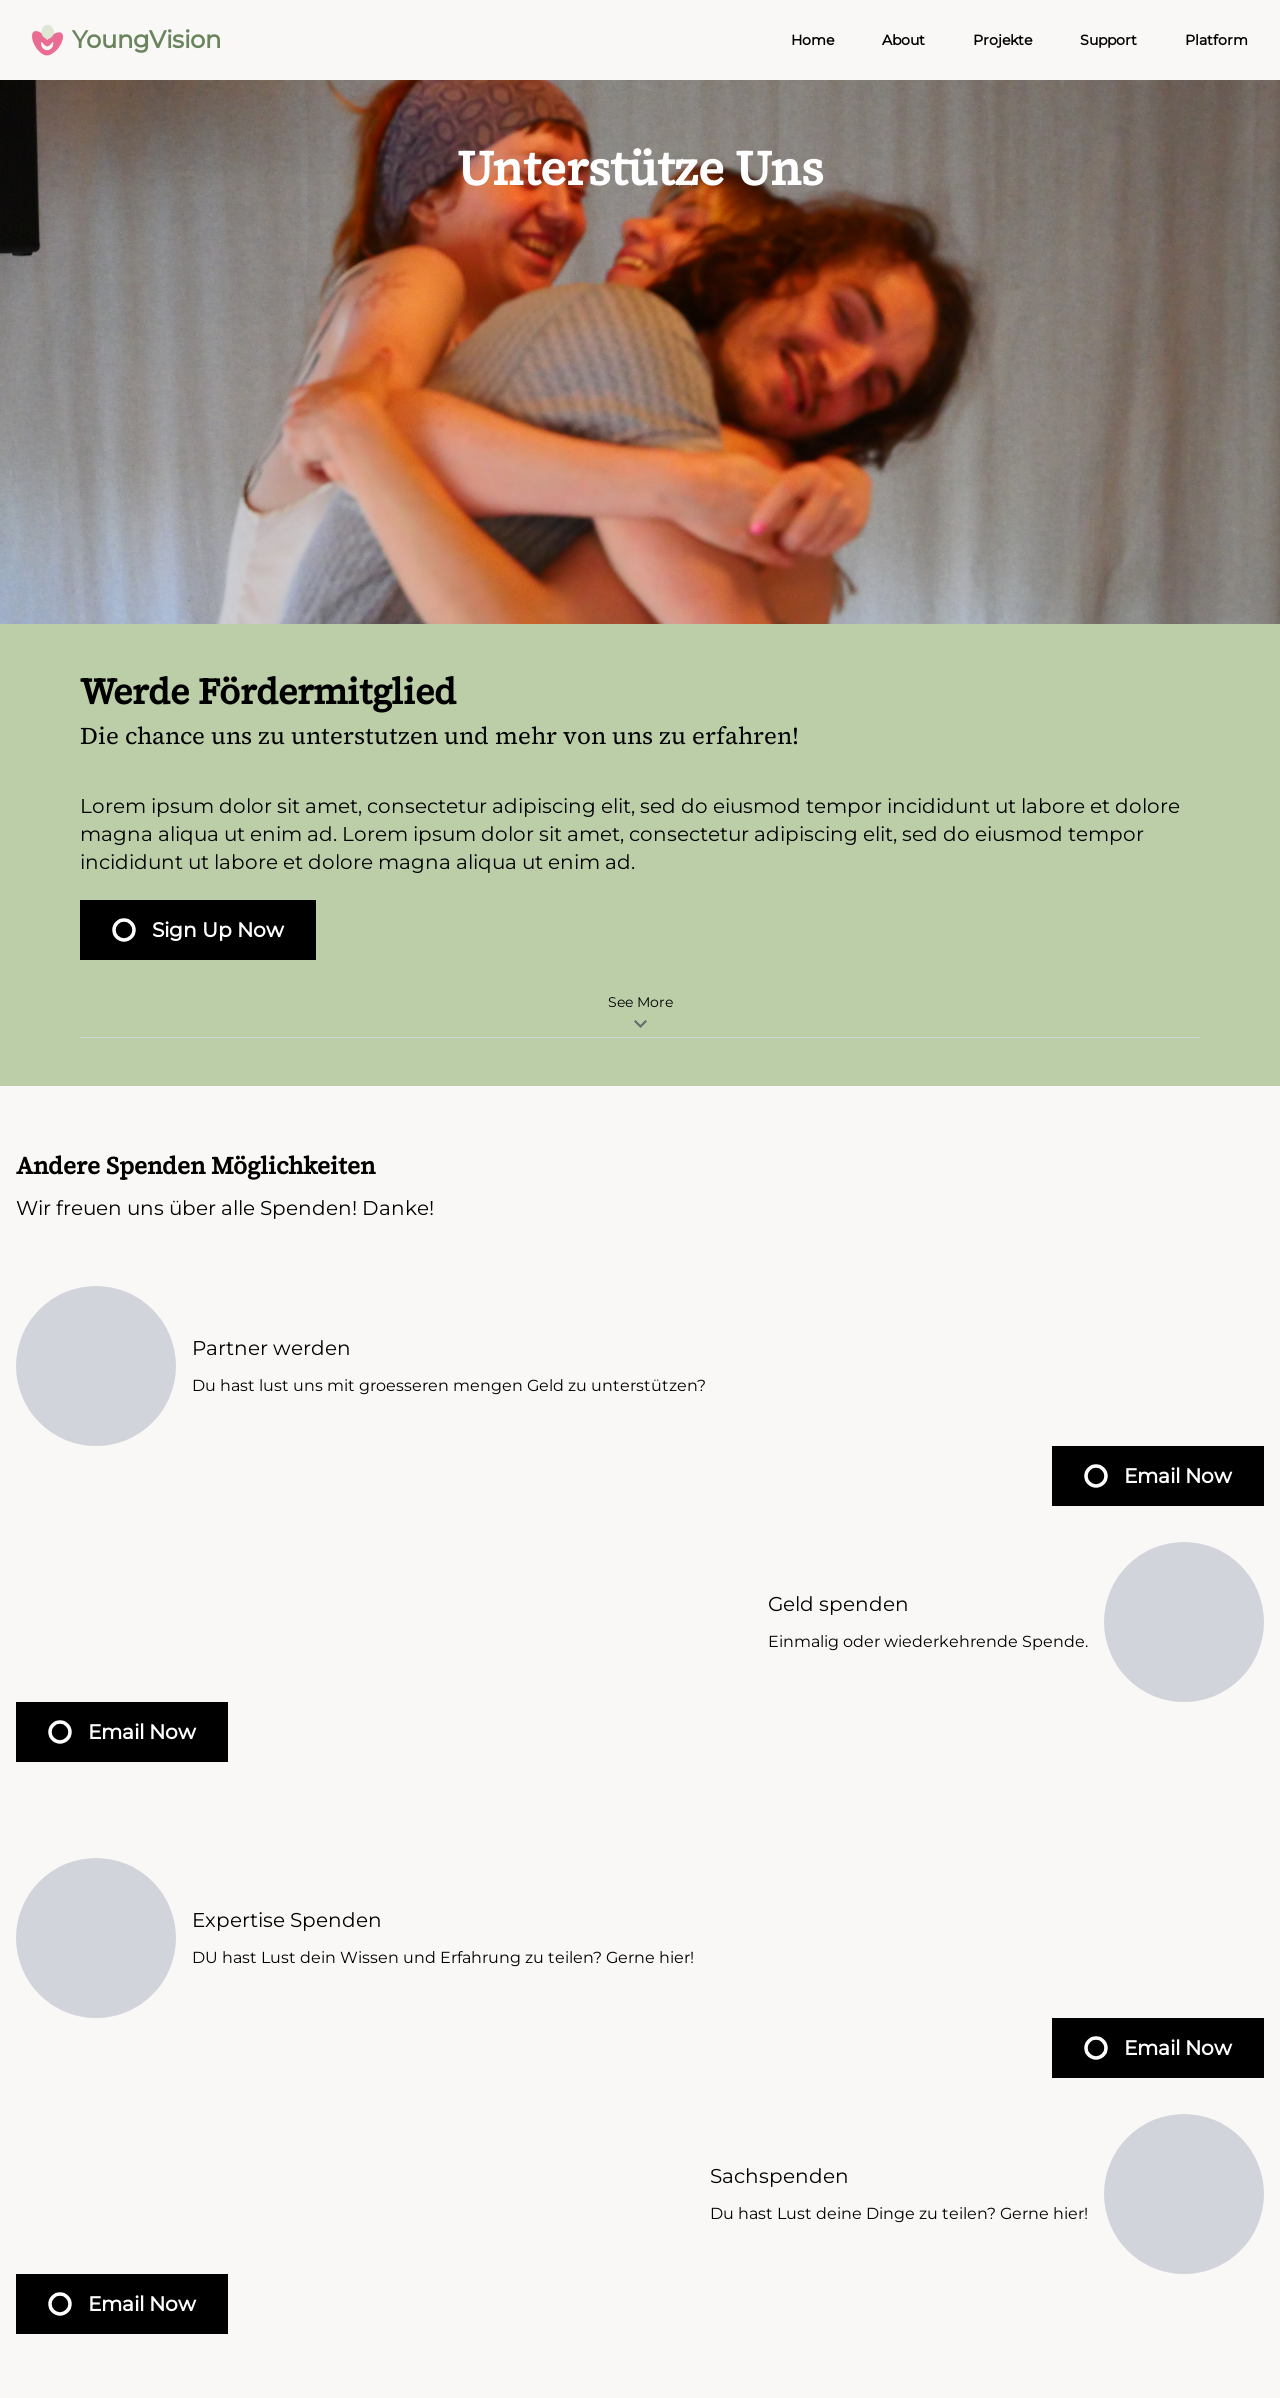 YoungVision
Home About Projekte Support Platform
Unterstütze Uns
Werde Fördermitglied
Die chance uns zu unterstutzen und mehr von uns zu erfahren!
Lorem ipsum dolor sit amet, consectetur adipiscing elit, sed do eiusmod tempor incididunt ut labore et dolore
magna aliqua ut enim ad. Lorem ipsum dolor sit amet, consectetur adipiscing elit, sed do eiusmod tempor
incididunt ut labore et dolore magna aliqua ut enim ad.
Sign Up Now
See More
Andere Spenden Möglichkeiten
Wir freuen uns über alle Spenden! Danke!
Partner werden
Du hast lust uns mit groesseren mengen Geld zu unterstützen?
Email Now
Geld spenden
Einmalig oder wiederkehrende Spende.
Email Now
Expertise Spenden
DU hast Lust dein Wissen und Erfahrung zu teilen? Gerne hier!
Email Now
Sachspenden
Du hast Lust deine Dinge zu teilen? Gerne hier!
Email Now